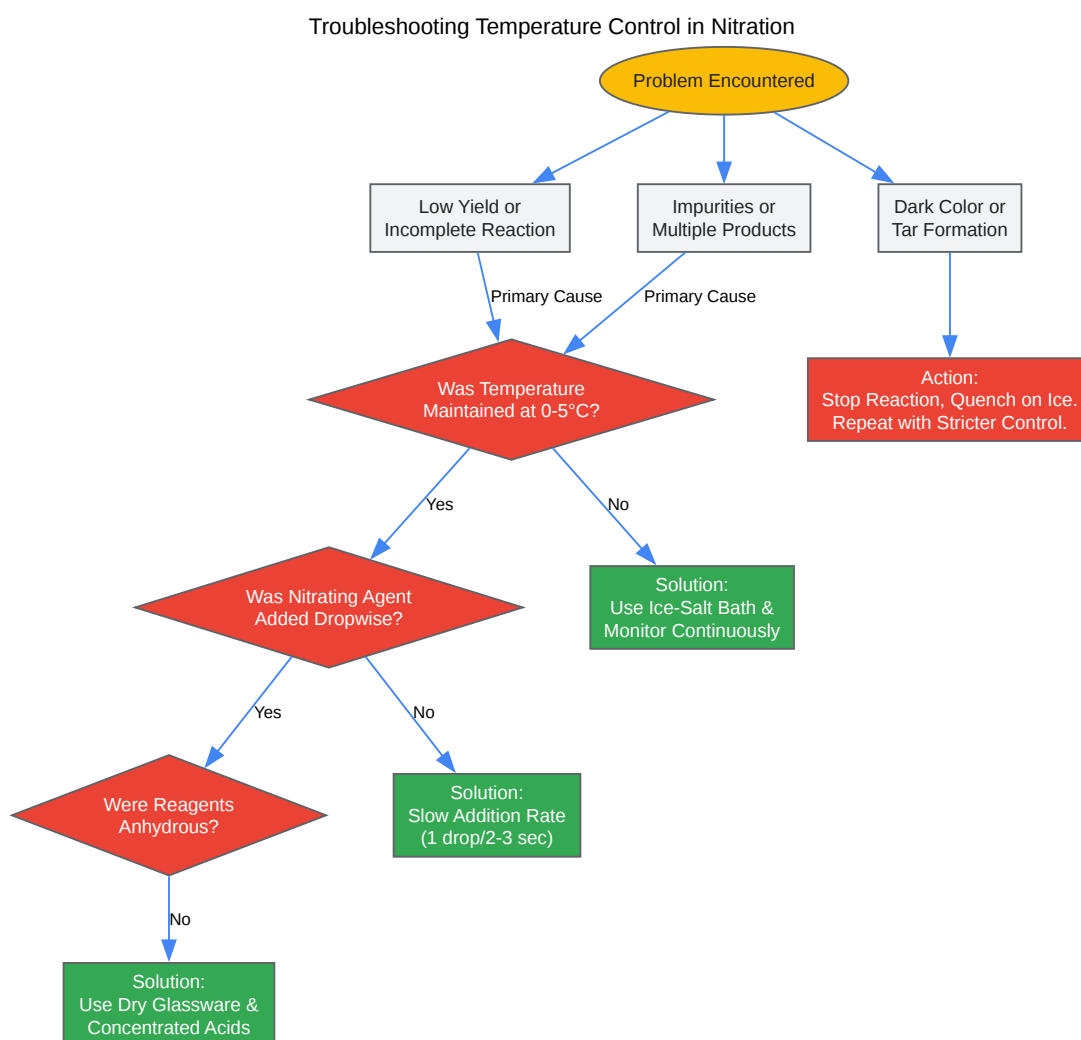 Troubleshooting Temperature Control in Nitration
Problem Encountered
Low Yield or
Incomplete Reaction
Impurities or
Multiple Products
Dark Color or
Tar Formation
Primary Cause
Primary Cause
Was Temperature
Maintained at 0-5°C?
Action:
Stop Reaction, Quench on Ice.
Repeat with Stricter Control.
Yes
No
Was Nitrating Agent
Added Dropwise?
Solution:
Use Ice-Salt Bath &
Monitor Continuously
Yes
No
Were Reagents
Anhydrous?
Solution:
Slow Addition Rate
(1 drop/2-3 sec)
No
Solution:
Use Dry Glassware &
Concentrated Acids